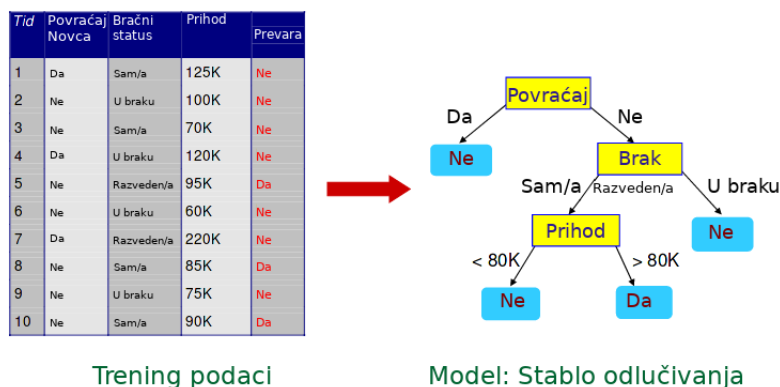 Tid Povraćaj Bračni Prihod
Novca status Prevara
1 Da Sam/a 125K Ne
2 Ne U braku 100K Ne
3 Ne Sam/a 70K Ne
4 Da U braku 120K Ne
5 Ne Razveden/a 95K Da
6 Ne U braku 60K Ne
7 Da Razveden/a 220K Ne
8 Ne Sam/a 85K Da
9 Ne U braku 75K Ne
10 Ne Sam/a 90K Da
Povraćaj
Da Ne
Ne Brak
Sam/a Razveden/a U braku
Prihod Ne
< 80K > 80K
Ne Da
Trening podaci Model: Stablo odlučivanja